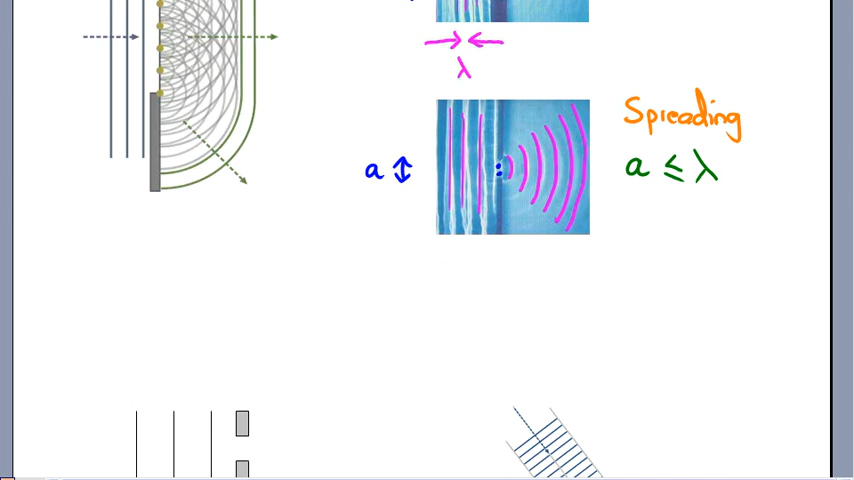 λ
Spreading
a
a ≤ λ